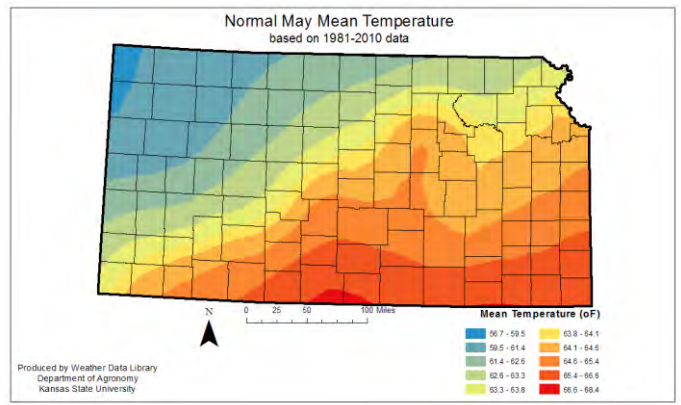 Normal May Mean Temperature
based on 1981-2010 data
N
0 25 50 100 Miles
Mean Temperature (oF)
56.7 - 59.5
59.5 - 61.4
61.4 - 62.6
62.6 - 63.3
63.3 - 63.8
63.8 - 64.1
64.1 - 64.6
64.6 - 65.4
65.4 - 66.6
66.6 - 68.4
Produced by Weather Data Library
Department of Agronomy
Kansas State University